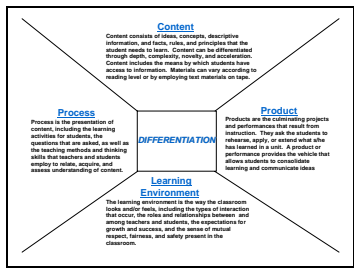 Content
Content consists of ideas, concepts, descriptive
information, and facts, rules, and principles that the
student needs to learn. Content can be differentiated
through depth, complexity, novelty, and acceleration.
Content includes the means by which students have
access to information. Materials can vary according to
reading level or by employing text materials on tape.
Process
Process is the presentation of
content, including the learning
activities for students, the
questions that are asked, as well as
the teaching methods and thinking
skills that teachers and students
employ to relate, acquire, and
assess understanding of content.
DIFFERENTIATION
Product
Products are the culminating projects
and performances that result from
instruction. They ask the students to
rehearse, apply, or extend what s/he
has learned in a unit. A product or
performance provides the vehicle that
allows students to consolidate
learning and communicate ideas
Learning
Environment
The learning environment is the way the classroom
looks and/or feels, including the types of interaction
that occur, the roles and relationships between and
among teachers and students, the expectations for
growth and success, and the sense of mutual
respect, fairness, and safety present in the
classroom.